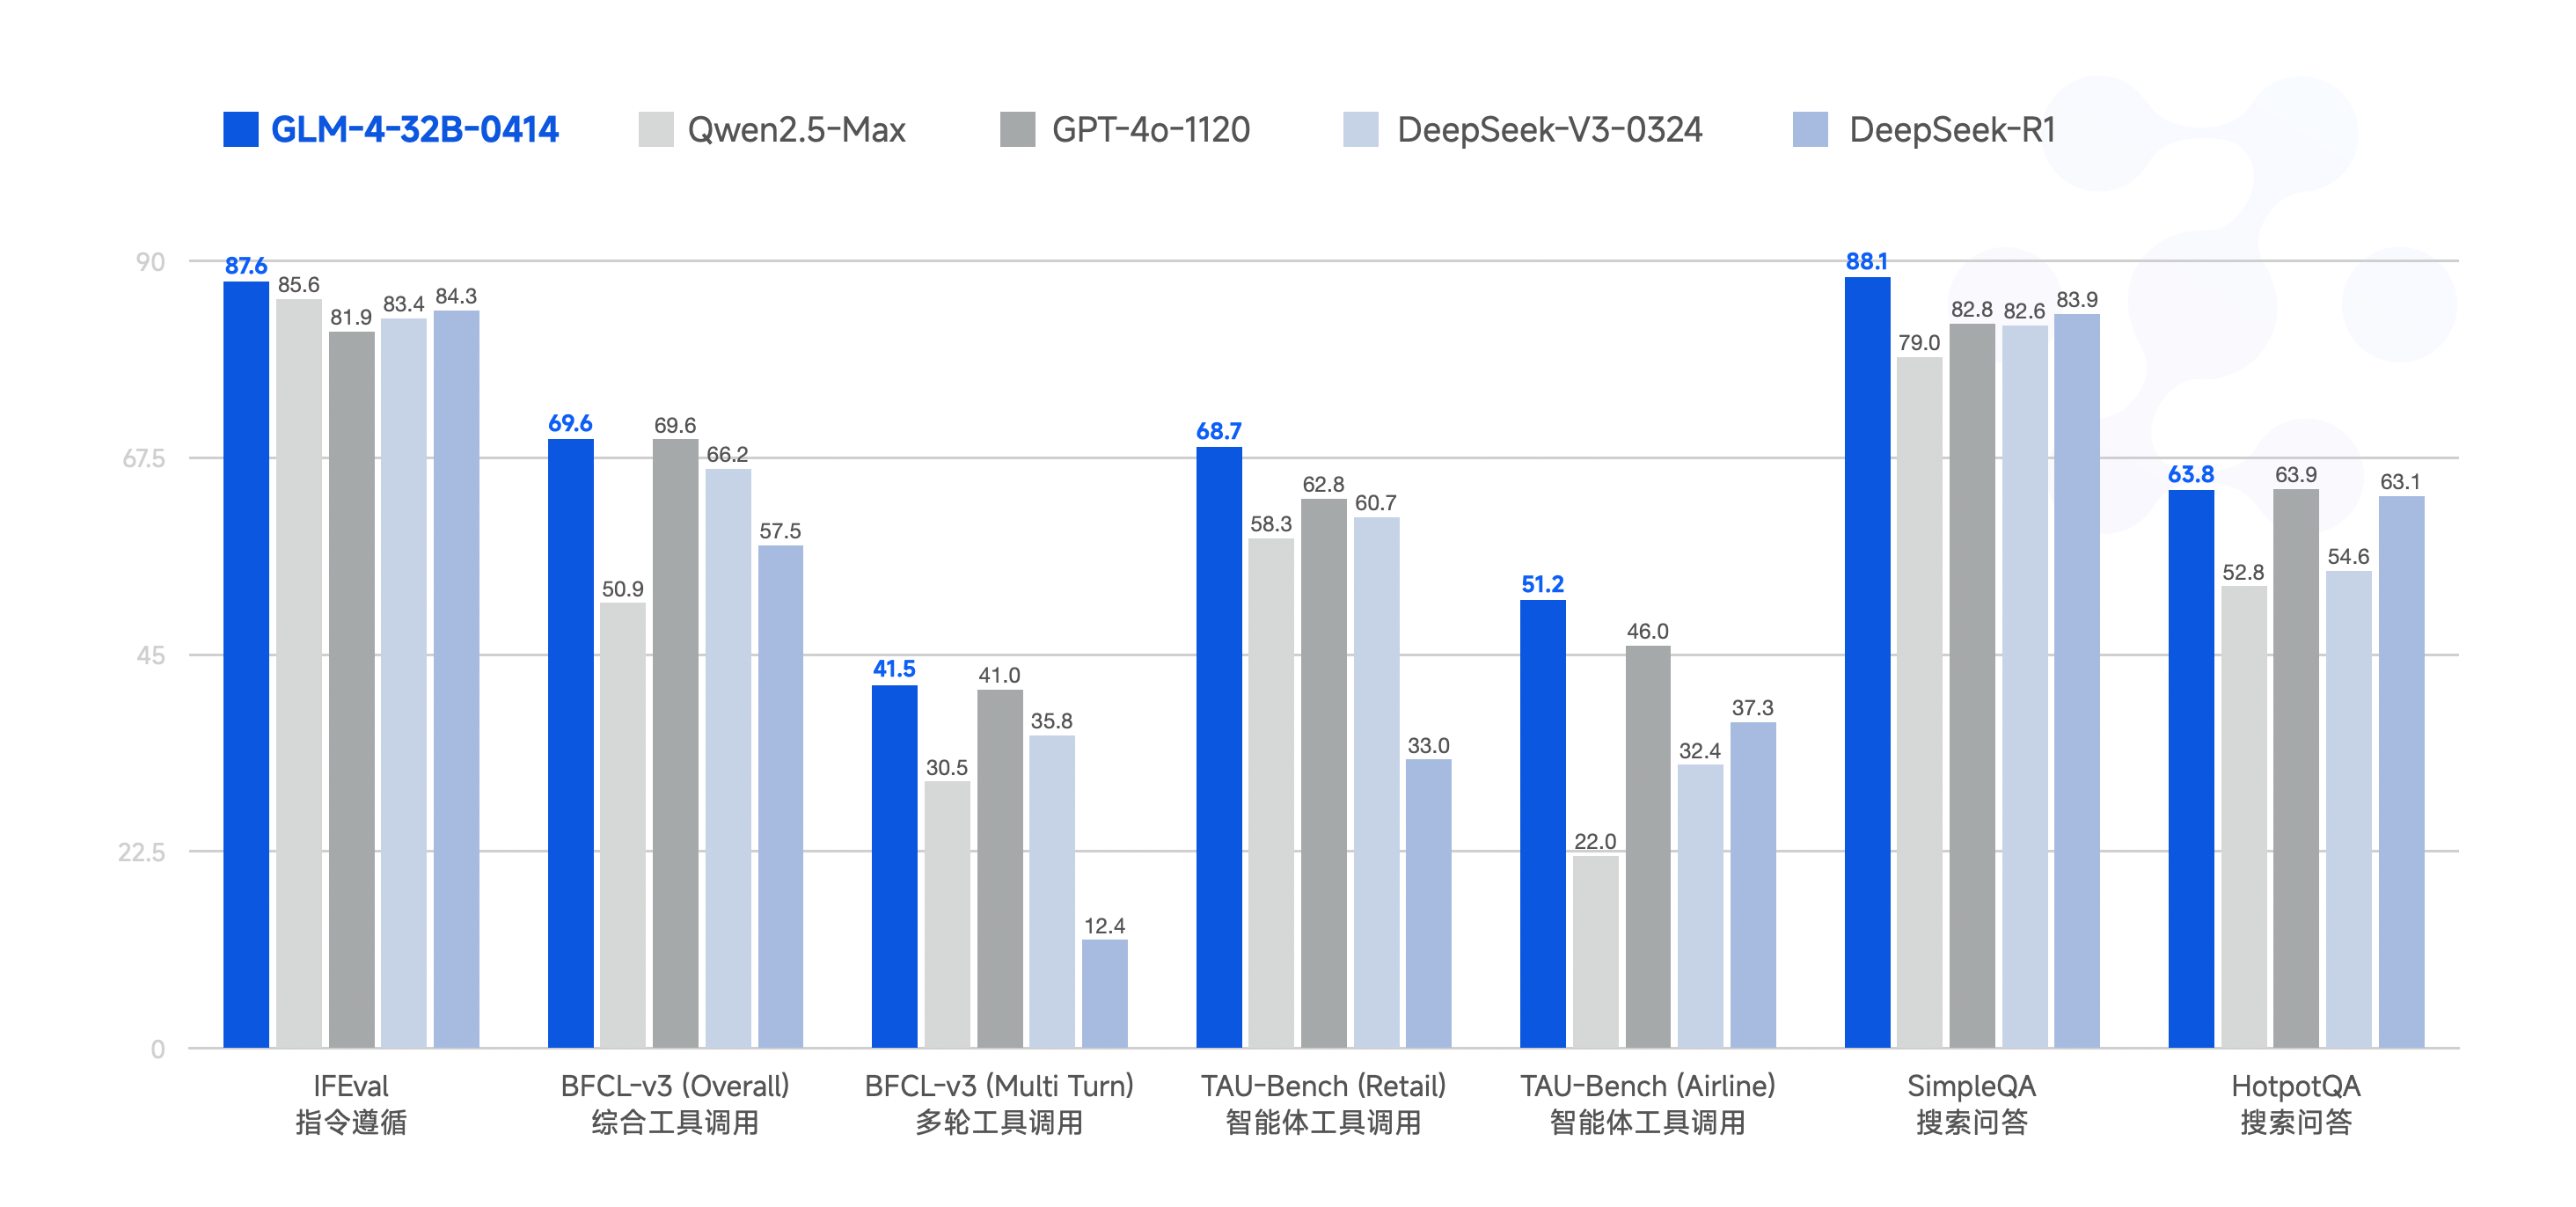 GLM-4-32B-0414 Qwen2.5-Max GPT-4o-1120 DeepSeek-V3-0324 DeepSeek-R1
90
67.5
45
22.5
0
87.6 85.6 81.9 83.4 84.3
69.6 50.9 69.6 66.2 57.5
41.5 30.5 41.0 35.8 12.4
68.7 58.3 62.8 60.7 33.0
51.2 22.0 46.0 32.4 37.3
88.1 79.0 82.8 82.6 83.9
63.8 52.8 63.9 54.6 63.1
IFEval
指令遵循
BFCL-v3 (Overall)
综合工具调用
BFCL-v3 (Multi Turn)
多轮工具调用
TAU-Bench (Retail)
智能体工具调用
TAU-Bench (Airline)
智能体工具调用
SimpleQA
搜索问答
HotpotQA
搜索问答